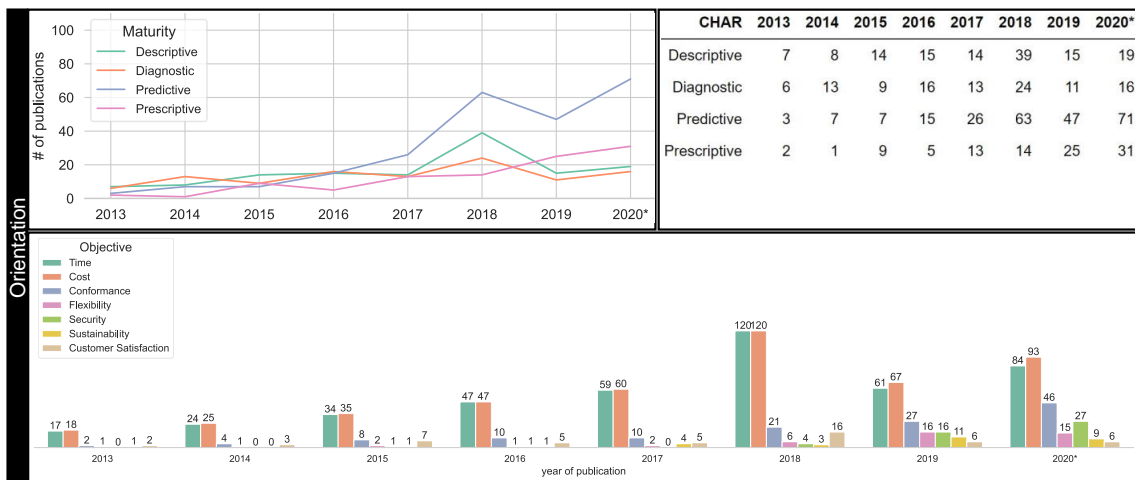 Orientation
# of publications
100
80
60
40
20
0
Maturity
Descriptive
Diagnostic
Predictive
Prescriptive
2013 2014 2015 2016 2017 2018 2019 2020*
CHAR 2013 2014 2015 2016 2017 2018 2019 2020*
Descriptive 7 8 14 15 14 39 15 19
Diagnostic 6 13 9 16 13 24 11 16
Predictive 3 7 7 15 26 63 47 71
Prescriptive 2 1 9 5 13 14 25 31
Objective
Time
Cost
Conformance
Flexibility
Security
Sustainability
Customer Satisfaction
17 18 2 1 0 1 2
24 25 4 1 0 0 3
34 35 8 2 1 1 7
47 47 10 1 1 1 5
59 60 10 2 0 4 5
120 120 21 6 4 3 16
61 67 27 16 16 11 6
84 93 46 15 27 9 6
2013 2014 2015 2016 2017 2018 2019 2020*
year of publication